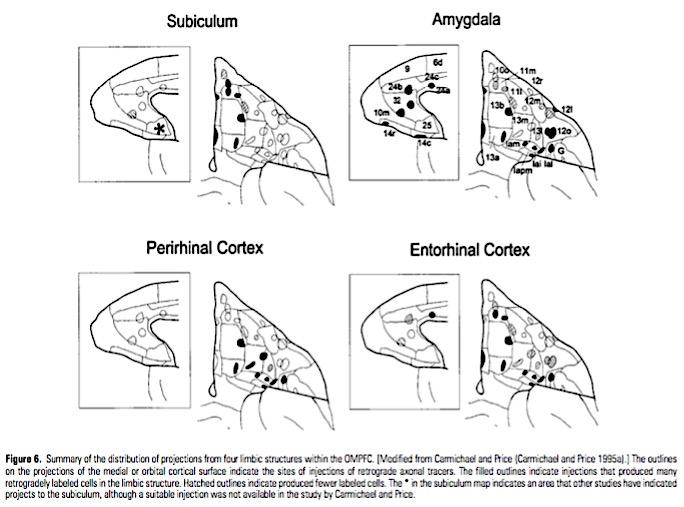 Subiculum
Amygdala
9
6d
24c
24b
24a
32
10m
25
14r
14c
10o
11m
12r
11l
12m
13b
12l
13m
13l
12o
Iam
G
13a
Iai
Ial
Iapm
Perirhinal Cortex
Entorhinal Cortex
Figure 6. Summary of the distribution of projections from four limbic structures within the OMPFC. [Modified from Carmichael and Price (Carmichael and Price 1995a).] The outlines
on the projections of the medial or orbital cortical surface indicate the sites of injections of retrograde axonal tracers. The filled outlines indicate injections that produced many
retrogradely labeled cells in the limbic structure. Hatched outlines indicate produced fewer labeled cells. The * in the subiculum map indicates an area that other studies have indicated
projects to the subiculum, although a suitable injection was not available in the study by Carmichael and Price.